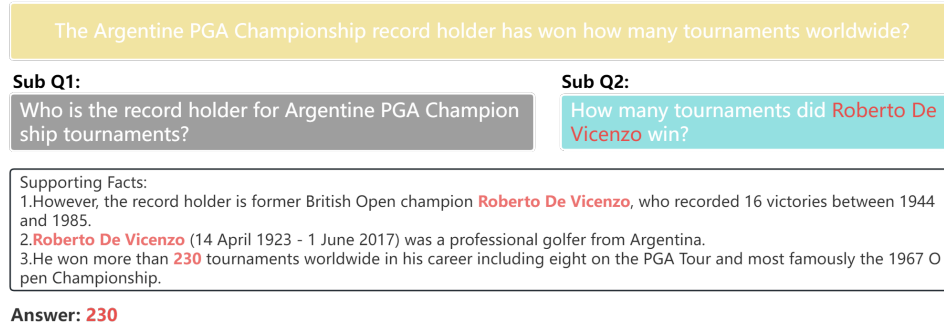 The Argentine PGA Championship record holder has won how many tournaments worldwide?
Sub Q1:
Who is the record holder for Argentine PGA Champion
ship tournaments?
Sub Q2:
How many tournaments did Roberto De
Vicenzo win?
Supporting Facts:
1.However, the record holder is former British Open champion Roberto De Vicenzo, who recorded 16 victories between 1944
and 1985.
2.Roberto De Vicenzo (14 April 1923 - 1 June 2017) was a professional golfer from Argentina.
3.He won more than 230 tournaments worldwide in his career including eight on the PGA Tour and most famously the 1967 O
pen Championship.
Answer: 230